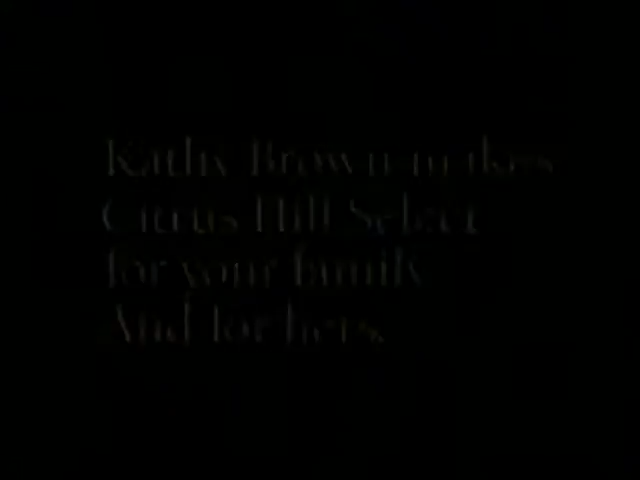 Kathy Brown makes
Citrus Hill Select
for your family.
And for hers.